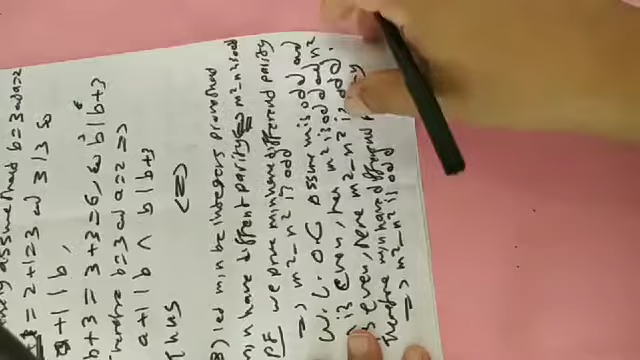 assume that b=3 and a=2
= 2+1=3 and 3|3 so
a+1|b,
b+3 = 3+3=6, so b|b+3
Therefore b=3 and a=2 =>
a+1|b ∧ b|b+3
Thus <=>
8) let m,n be integers prove that
m,n have different parity <=> m²-n² is odd
PF we prove m,n have different parity
=> m²-n² is odd
W.L.O.G Assume m is odd and
n is even, then m² is odd and n²
is even, hence m²-n² is odd.
Therefore m,n have different parity
=> m²-n² is odd